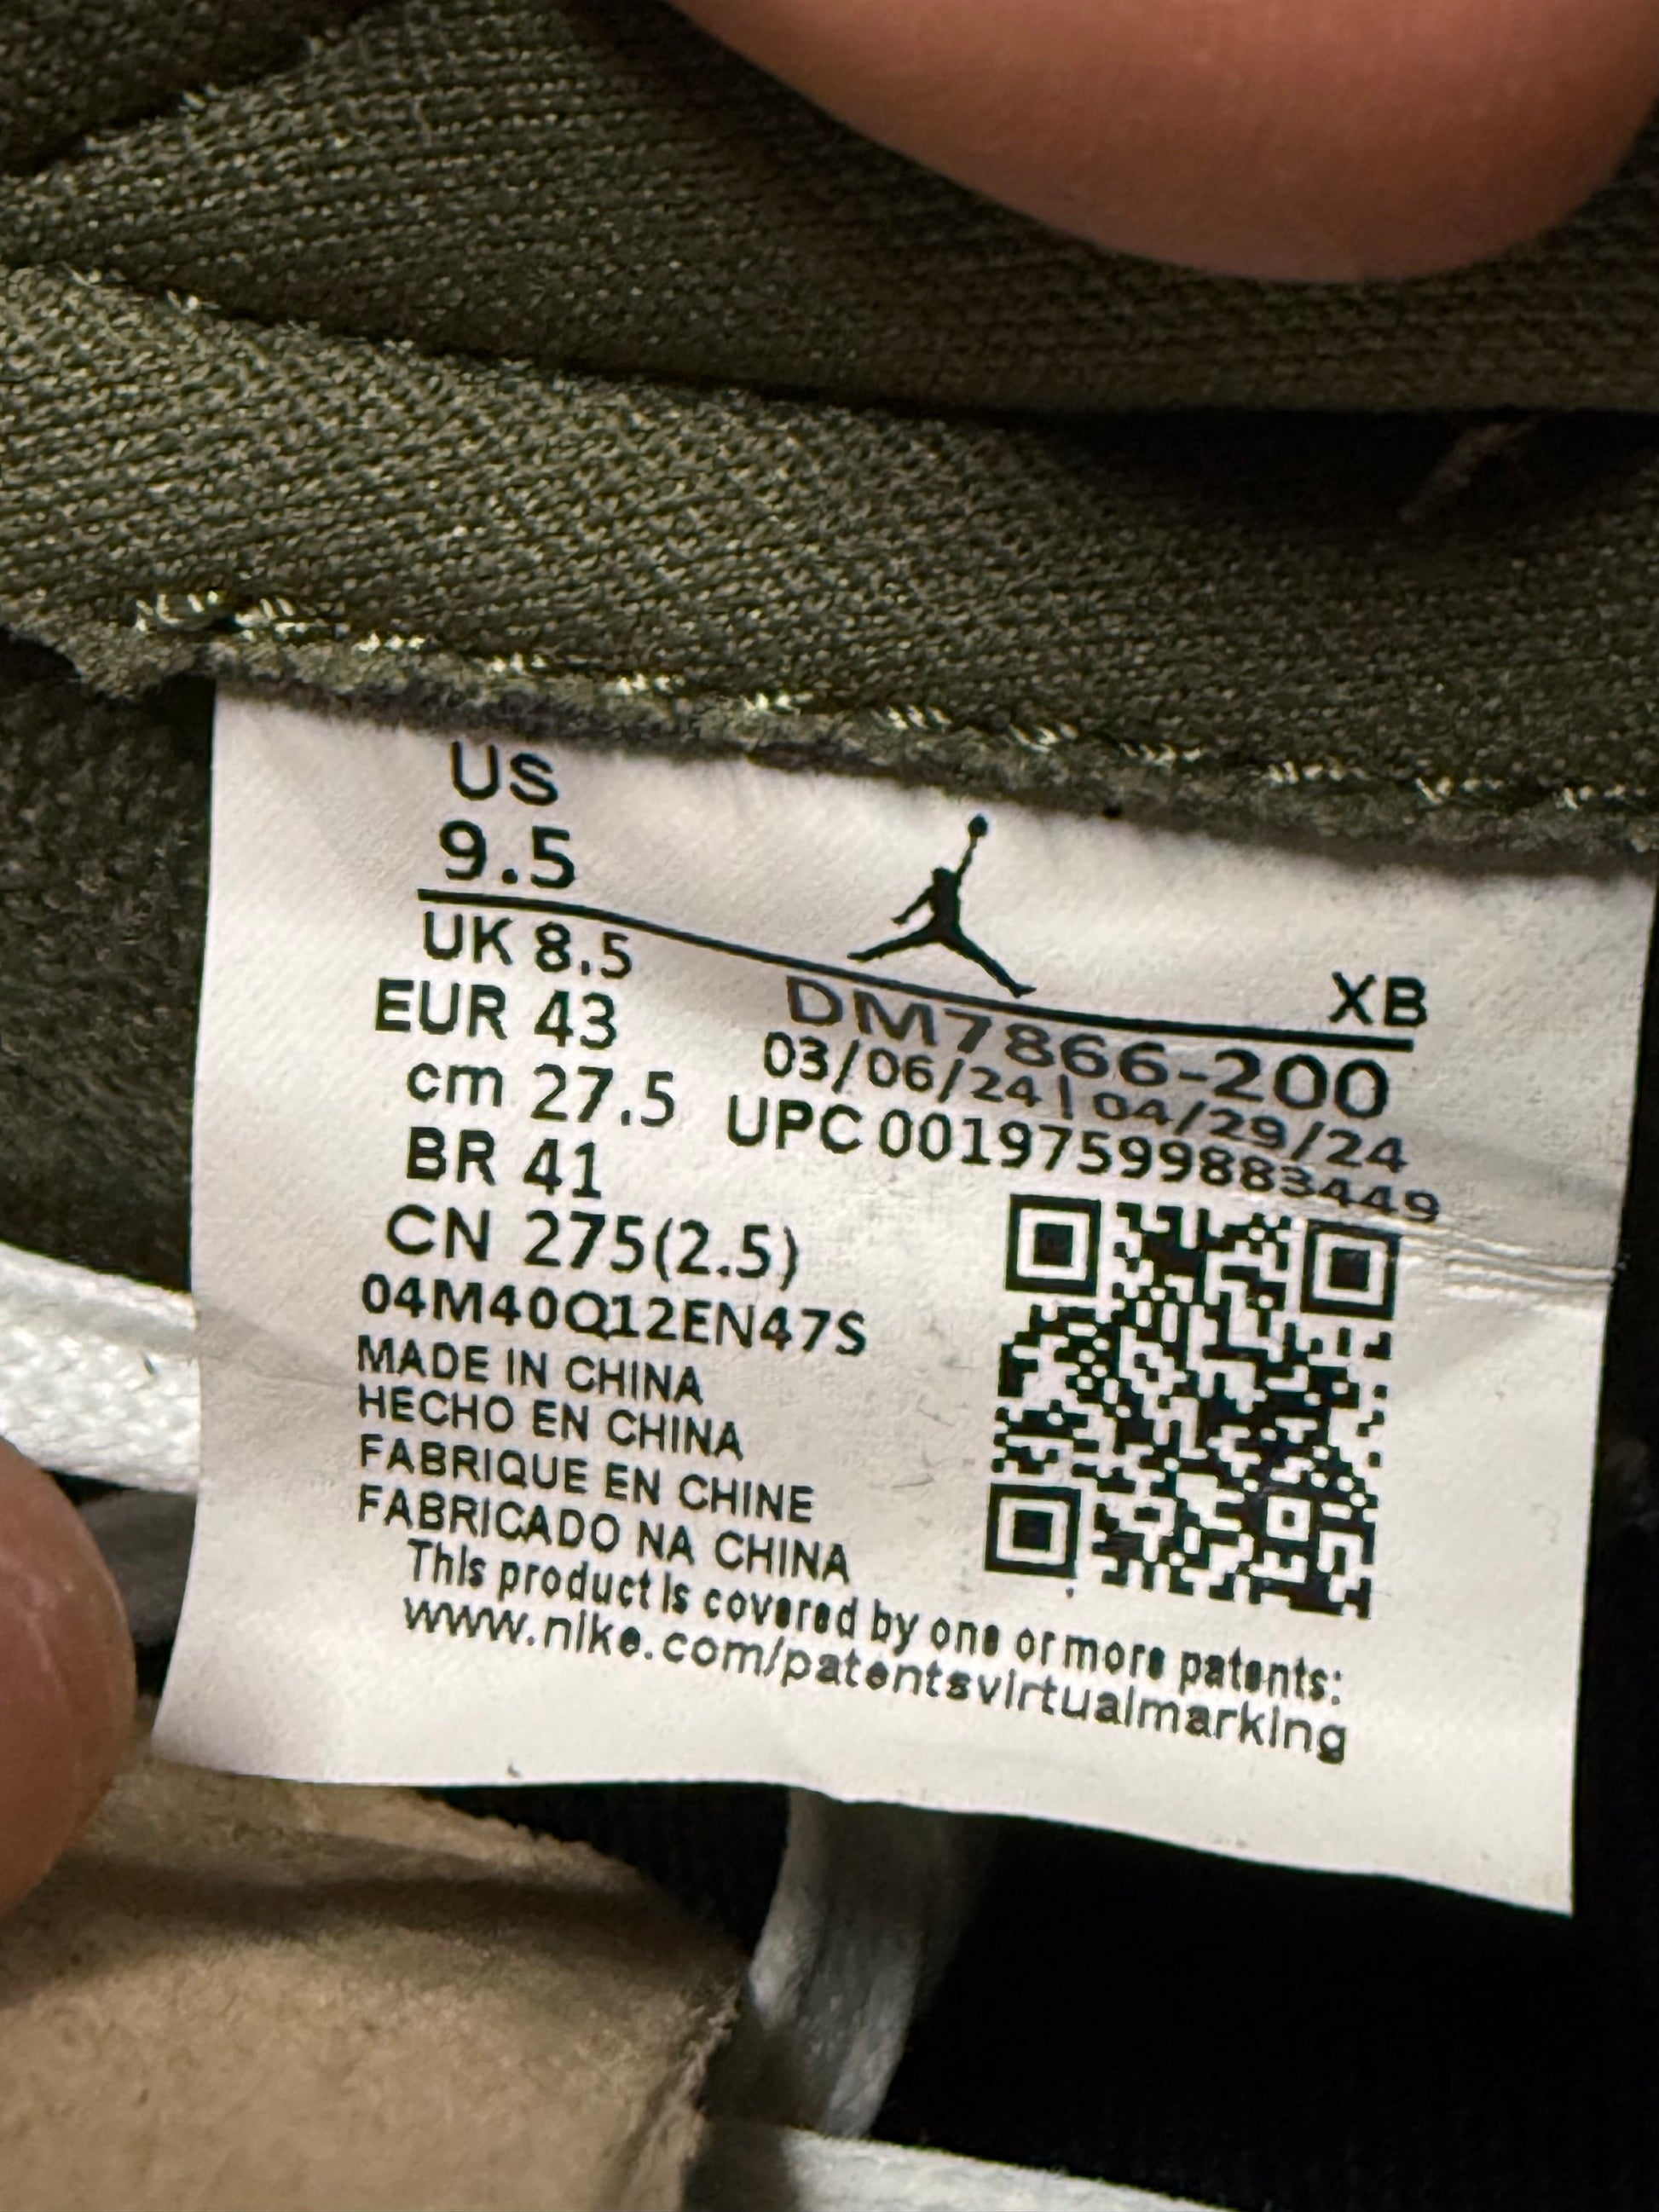 US
9.5
XB
UK 8.5
DM7866-200
EUR 43
03/06/24 | 04/29/24
cm 27.5
UPC 00197599883449
BR 41
CN 275(2.5)
04M40Q12EN47S
MADE IN CHINA
HECHO EN CHINA
FABRIQUE EN CHINE
FABRICADO NA CHINA
This product is covered by one or more patents:
www.nike.com/patentsvirtualmarking